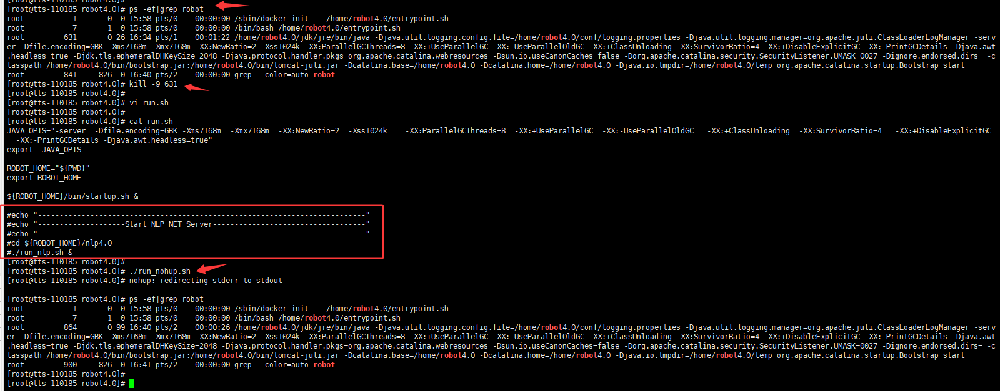 [root@tts-110185 robot4.0]#
[root@tts-110185 robot4.0]# ps -ef|grep robot
root           1       0  0 15:58 pts/0    00:00:00 /sbin/docker-init -- /home/robot4.0/entrypoint.sh
root           7       1  0 15:58 pts/0    00:00:00 /bin/bash /home/robot4.0/entrypoint.sh
root         631       0 26 16:34 pts/1    00:01:22 /home/robot4.0/jdk/jre/bin/java -Djava.util.logging.config.file=/home/robot4.0/conf/logging.properties -Djava.util.logging.manager=org.apache.juli.ClassLoaderLogManager -serv
er -Dfile.encoding=GBK -Xms7168m -Xmx7168m -XX:NewRatio=2 -Xss1024k -XX:ParallelGCThreads=8 -XX:+UseParallelGC -XX:-UseParallelOldGC -XX:+ClassUnloading -XX:SurvivorRatio=4 -XX:+DisableExplicitGC -XX:-PrintGCDetails -Djava.awt
.headless=true -Djdk.tls.ephemeralDHKeySize=2048 -Djava.protocol.handler.pkgs=org.apache.catalina.webresources -Dsun.io.useCanonCaches=false -Dorg.apache.catalina.security.SecurityListener.UMASK=0027 -Dignore.endorsed.dirs= -c
lasspath /home/robot4.0/bin/bootstrap.jar:/home/robot4.0/bin/tomcat-juli.jar -Dcatalina.base=/home/robot4.0 -Dcatalina.home=/home/robot4.0 -Djava.io.tmpdir=/home/robot4.0/temp org.apache.catalina.startup.Bootstrap start
root         841     826  0 16:40 pts/2    00:00:00 grep --color=auto robot
[root@tts-110185 robot4.0]# kill -9 631
[root@tts-110185 robot4.0]#
[root@tts-110185 robot4.0]# vi run.sh
[root@tts-110185 robot4.0]#
[root@tts-110185 robot4.0]# cat run.sh
JAVA_OPTS="-server  -Dfile.encoding=GBK -Xms7168m  -Xmx7168m  -XX:NewRatio=2  -Xss1024k    -XX:ParallelGCThreads=8  -XX:+UseParallelGC  -XX:-UseParallelOldGC   -XX:+ClassUnloading  -XX:SurvivorRatio=4   -XX:+DisableExplicitGC
  -XX:-PrintGCDetails -Djava.awt.headless=true"
export  JAVA_OPTS
ROBOT_HOME="${PWD}"
export ROBOT_HOME
${ROBOT_HOME}/bin/startup.sh &
#echo "-------------------------------------------------------------------------------"
#echo "--------------------Start NLP NET Server-----------------------------------"
#echo "-------------------------------------------------------------------------------"
#cd ${ROBOT_HOME}/nlp4.0
#./run_nlp.sh &
[root@tts-110185 robot4.0]#
[root@tts-110185 robot4.0]# ./run_nohup.sh
[root@tts-110185 robot4.0]# nohup: redirecting stderr to stdout
[root@tts-110185 robot4.0]# ps -ef|grep robot
root           1       0  0 15:58 pts/0    00:00:00 /sbin/docker-init -- /home/robot4.0/entrypoint.sh
root           7       1  0 15:58 pts/0    00:00:00 /bin/bash /home/robot4.0/entrypoint.sh
root         864       0 99 16:40 pts/2    00:00:26 /home/robot4.0/jdk/jre/bin/java -Djava.util.logging.config.file=/home/robot4.0/conf/logging.properties -Djava.util.logging.manager=org.apache.juli.ClassLoaderLogManager -serv
er -Dfile.encoding=GBK -Xms7168m -Xmx7168m -XX:NewRatio=2 -Xss1024k -XX:ParallelGCThreads=8 -XX:+UseParallelGC -XX:-UseParallelOldGC -XX:+ClassUnloading -XX:SurvivorRatio=4 -XX:+DisableExplicitGC -XX:-PrintGCDetails -Djava.awt
.headless=true -Djdk.tls.ephemeralDHKeySize=2048 -Djava.protocol.handler.pkgs=org.apache.catalina.webresources -Dsun.io.useCanonCaches=false -Dorg.apache.catalina.security.SecurityListener.UMASK=0027 -Dignore.endorsed.dirs= -c
lasspath /home/robot4.0/bin/bootstrap.jar:/home/robot4.0/bin/tomcat-juli.jar -Dcatalina.base=/home/robot4.0 -Dcatalina.home=/home/robot4.0 -Djava.io.tmpdir=/home/robot4.0/temp org.apache.catalina.startup.Bootstrap start
root         900     826  0 16:41 pts/2    00:00:00 grep --color=auto robot
[root@tts-110185 robot4.0]#
[root@tts-110185 robot4.0]#